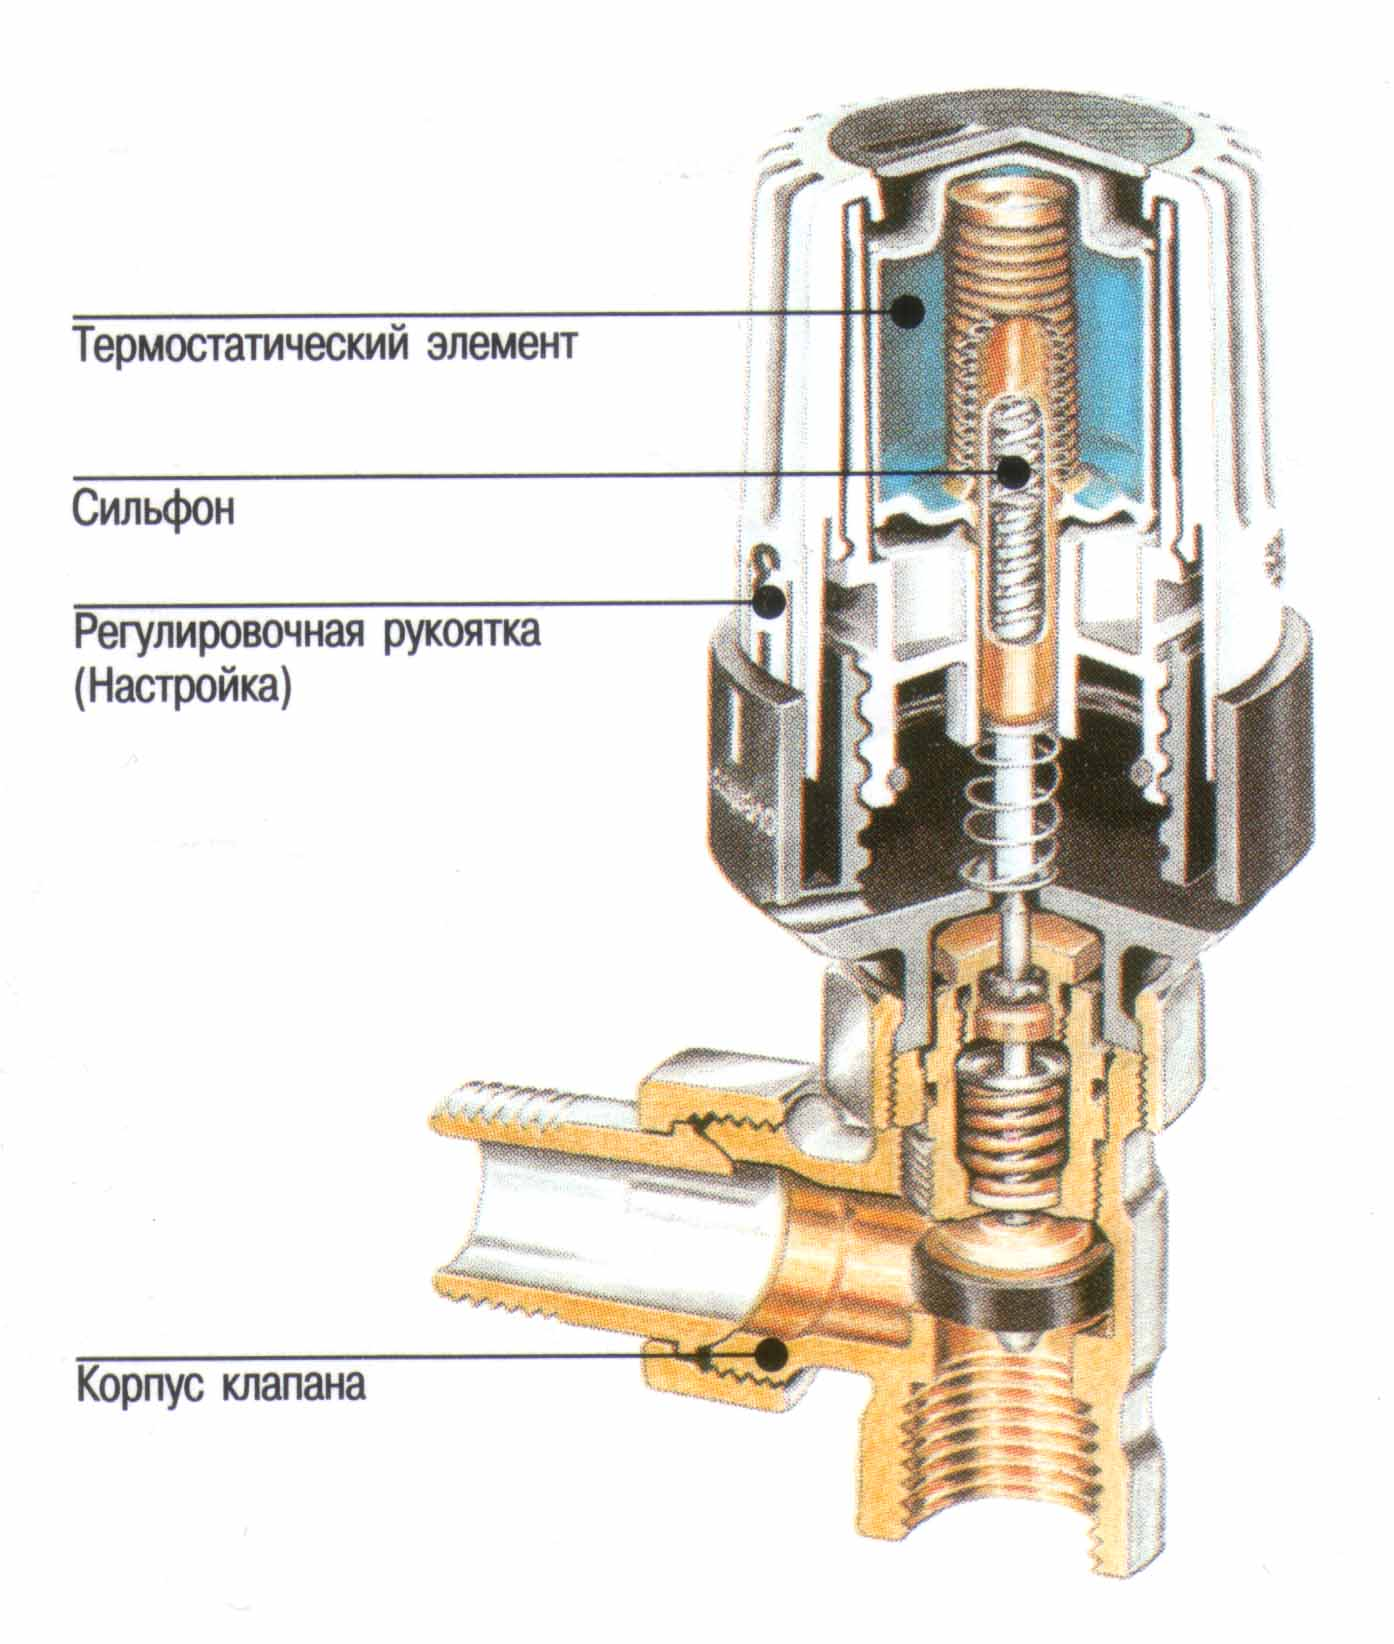 Термостатический элемент
Сильфон
Регулировочная рукоятка
(Настройка)
Корпус клапана